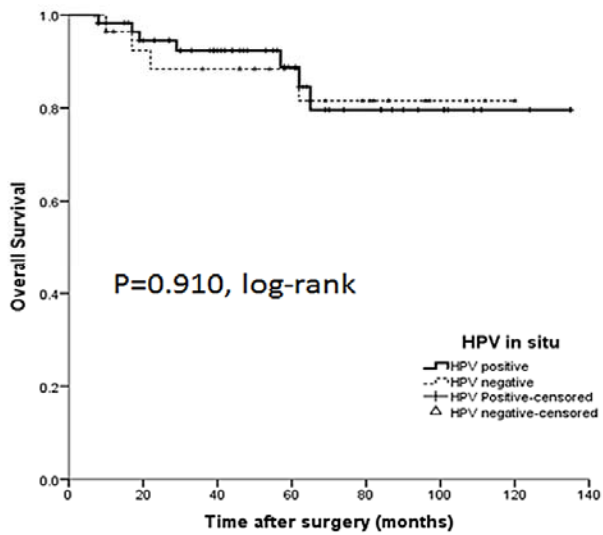 1.0
0.8
0.6
0.4
0.2
0.0
Overall Survival
P=0.910, log-rank
HPV in situ
HPV positive
HPV negative
HPV Positive-censored
HPV negative-censored
0 20 40 60 80 100 120 140
Time after surgery (months)